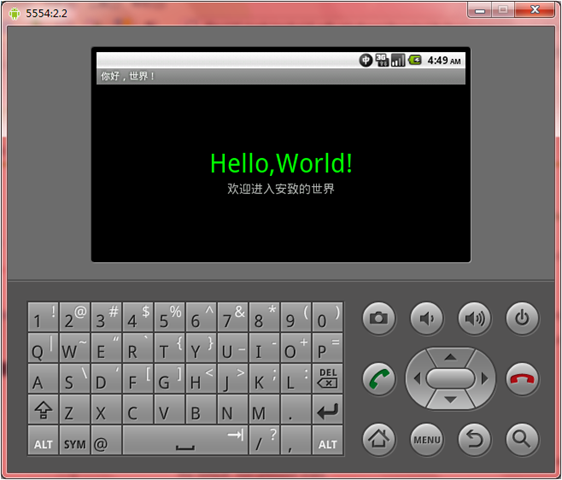 5554:2.2
3G
4:49 AM
你好，世界！
Hello,World!
欢迎进入安致的世界
1 ! 2 @ 3 # 4 $ 5 % 6 ^ 7 & 8 * 9 ( 0 )
Q | W ~ E “ R ` T { Y } U _ I - O + P =
A S \ D ' F [ G ] H < J > K ; L : DEL
Z X C V B N M .
ALT SYM @ / ? , ALT
MENU